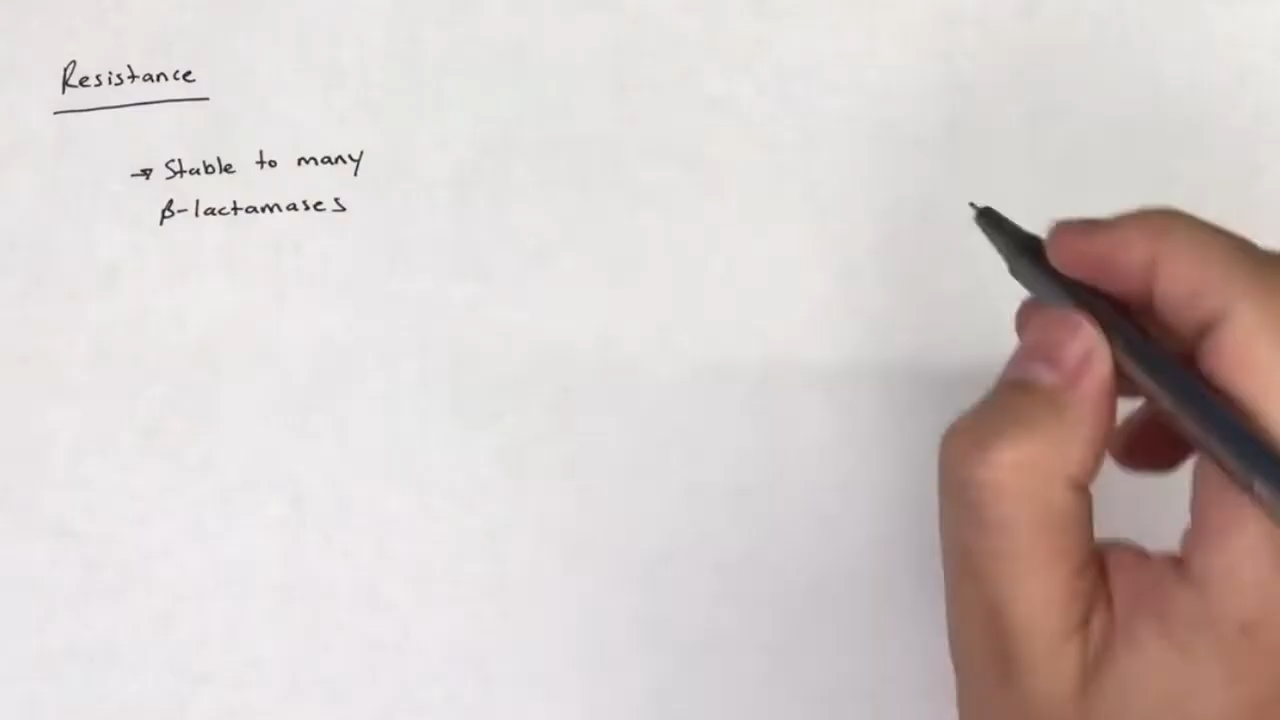 Resistance
→ Stable to many
β-lactamases